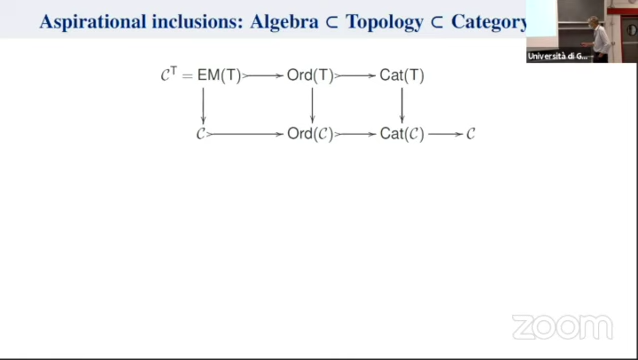 Aspirational inclusions: Algebra ⊂ Topology ⊂ Category
Università di G...
𝒞ᵀ = EM(T) Ord(T) Cat(T)
𝒞 Ord(𝒞) Cat(𝒞) 𝒞
zoom